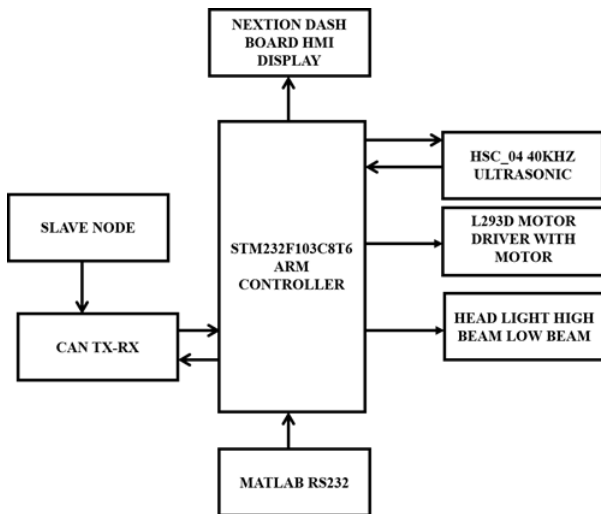 NEXTION DASH
BOARD HMI
DISPLAY
HSC_04 40KHZ
ULTRASONIC
SLAVE NODE
L293D MOTOR
DRIVER WITH
MOTOR
STM232F103C8T6
ARM
CONTROLLER
HEAD LIGHT HIGH
BEAM LOW BEAM
CAN TX-RX
MATLAB RS232